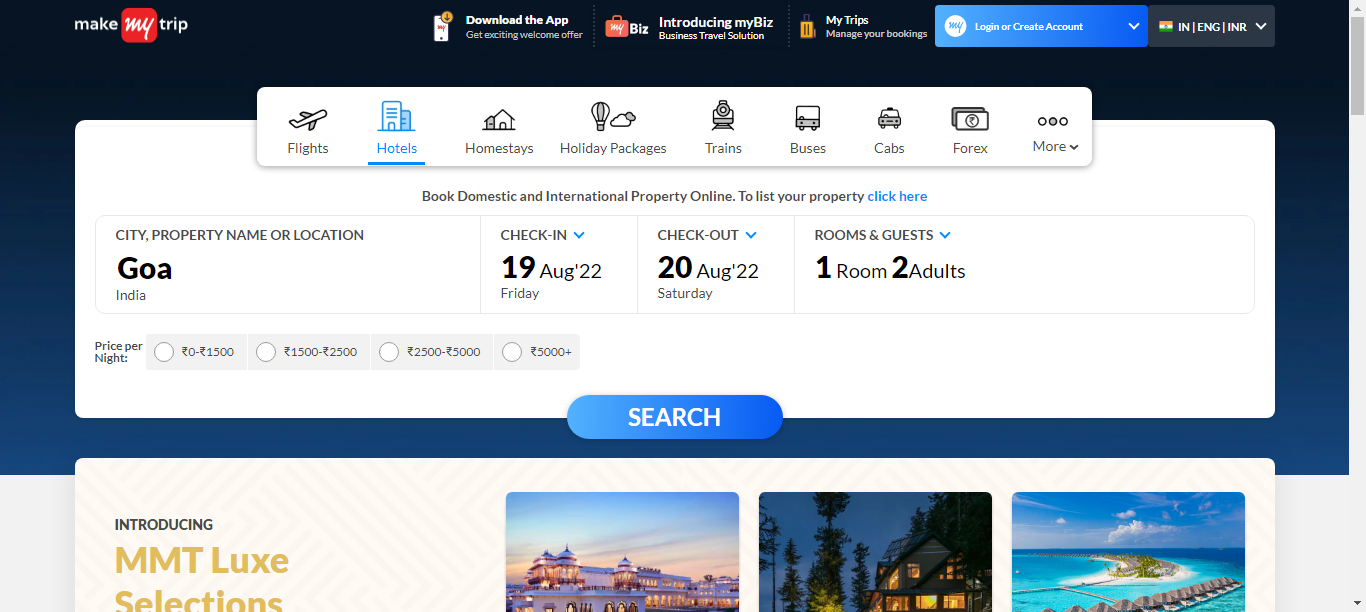 make my trip
Download the App
Get exciting welcome offer
my Biz
Introducing myBiz
Business Travel Solution
My Trips
Manage your bookings
my Login or Create Account
IN | ENG | INR
Flights
Hotels
Homestays
Holiday Packages
Trains
Buses
Cabs
Forex
More
Book Domestic and International Property Online. To list your property click here
CITY, PROPERTY NAME OR LOCATION
Goa
India
CHECK-IN
19 Aug'22
Friday
CHECK-OUT
20 Aug'22
Saturday
ROOMS & GUESTS
1 Room 2Adults
Price per
Night:
₹0-₹1500
₹1500-₹2500
₹2500-₹5000
₹5000+
SEARCH
INTRODUCING
MMT Luxe
Selections